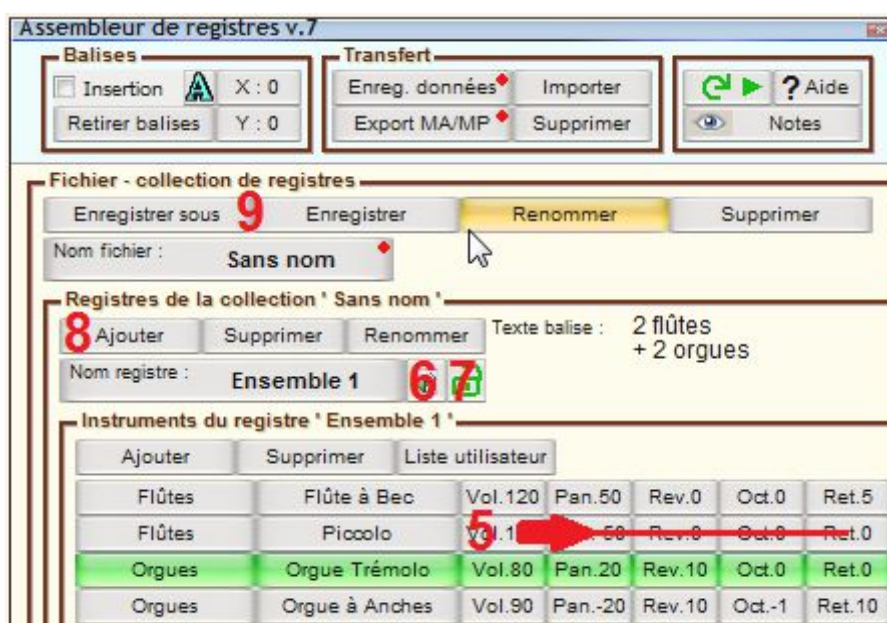 Assembleur de registres v.7
Balises Transfert
Insertion A X : 0 Enreg. données Importer ? Aide
Retirer balises Y : 0 Export MA/MP Supprimer Notes
Fichier - collection de registres
Enregistrer sous 9 Enregistrer Renommer Supprimer
Nom fichier : Sans nom
Registres de la collection ' Sans nom '
8 Ajouter Supprimer Renommer Texte balise : 2 flûtes
+ 2 orgues
Nom registre : Ensemble 1 6 7
Instruments du registre ' Ensemble 1 '
Ajouter Supprimer Liste utilisateur
Flûtes Flûte à Bec Vol.120 Pan.50 Rev.0 Oct.0 Ret.5
Flûtes Piccolo 5 Rev.0 Oct.0 Ret.0
Orgues Orgue Trémolo Vol.80 Pan.20 Rev.10 Oct.0 Ret.0
Orgues Orgue à Anches Vol.90 Pan.-20 Rev.10 Oct.-1 Ret.10